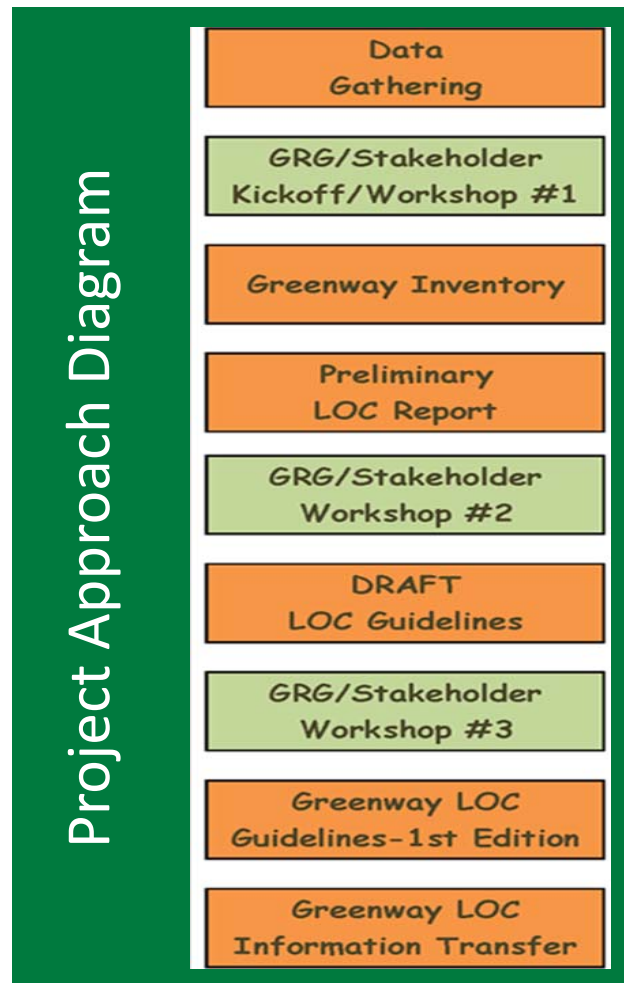 Project Approach Diagram
Data
Gathering
GRG/Stakeholder
Kickoff/Workshop #1
Greenway Inventory
Preliminary
LOC Report
GRG/Stakeholder
Workshop #2
DRAFT
LOC Guidelines
GRG/Stakeholder
Workshop #3
Greenway LOC
Guidelines-1st Edition
Greenway LOC
Information Transfer